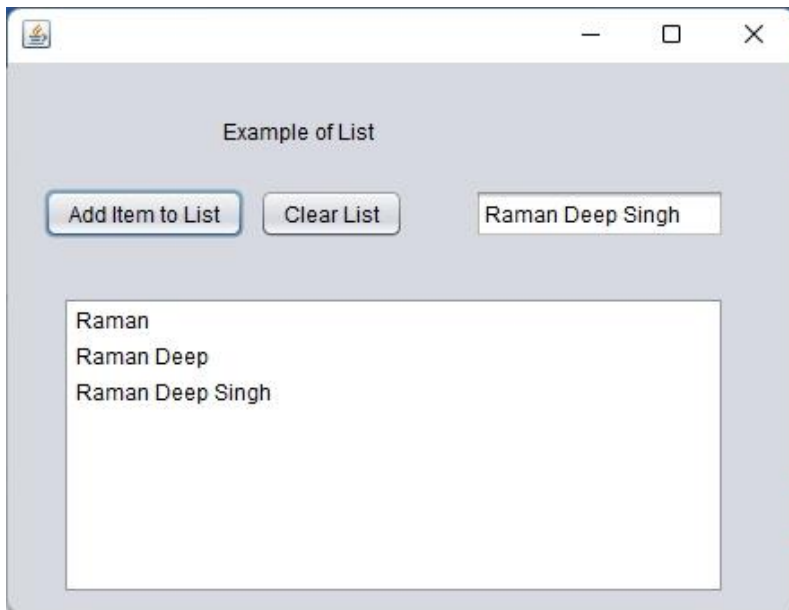 Example of List
Add Item to List Clear List Raman Deep Singh
Raman
Raman Deep
Raman Deep Singh